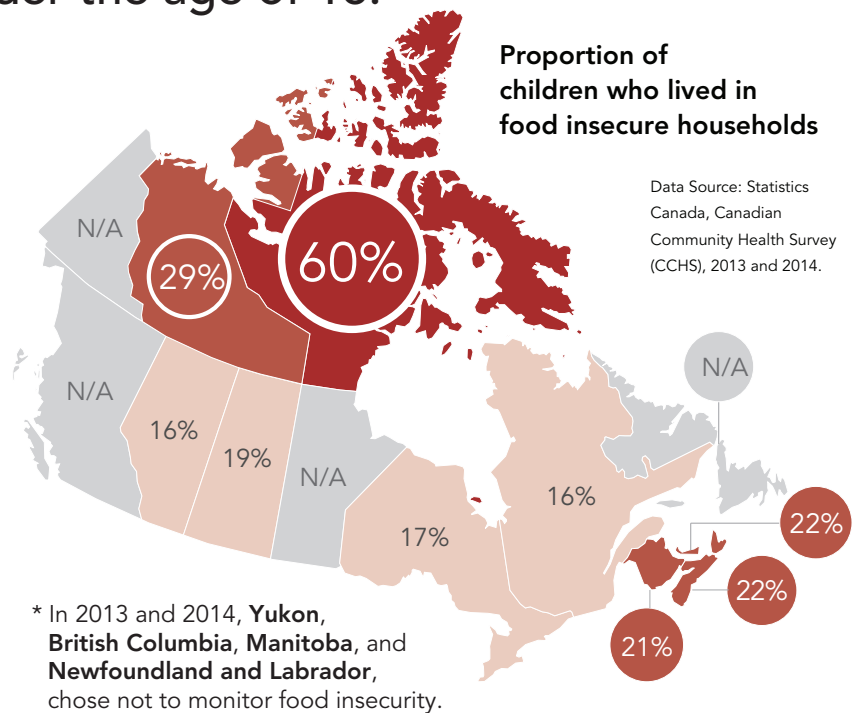 Proportion of
children who lived in
food insecure households
Data Source: Statistics
Canada, Canadian
Community Health Survey
(CCHS), 2013 and 2014.
N/A
29%
60%
N/A
N/A
16%
19%
N/A
17%
16%
22%
22%
21%
* In 2013 and 2014, Yukon,
British Columbia, Manitoba, and
Newfoundland and Labrador,
chose not to monitor food insecurity.